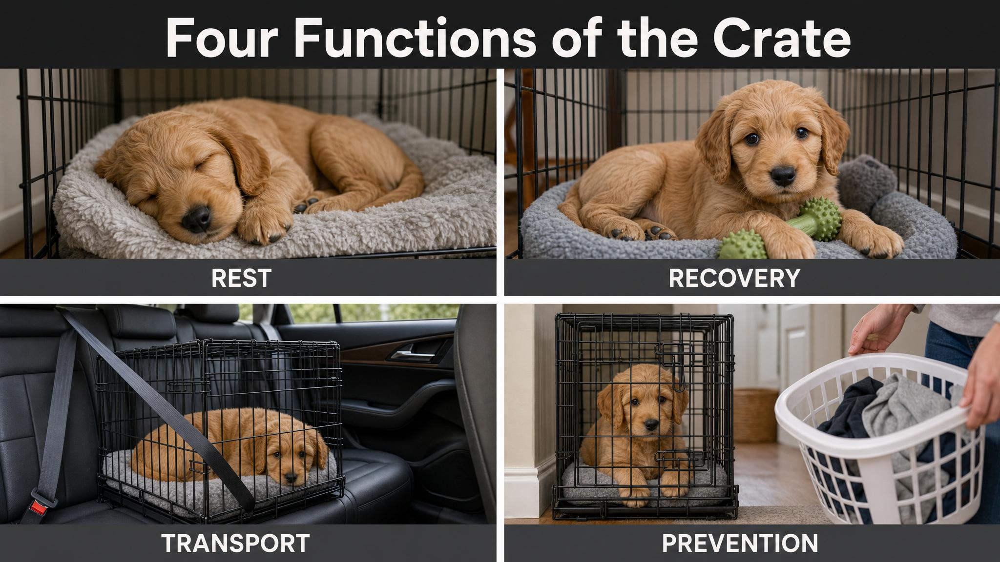 Four Functions of the Crate
REST
RECOVERY
TRANSPORT
PREVENTION